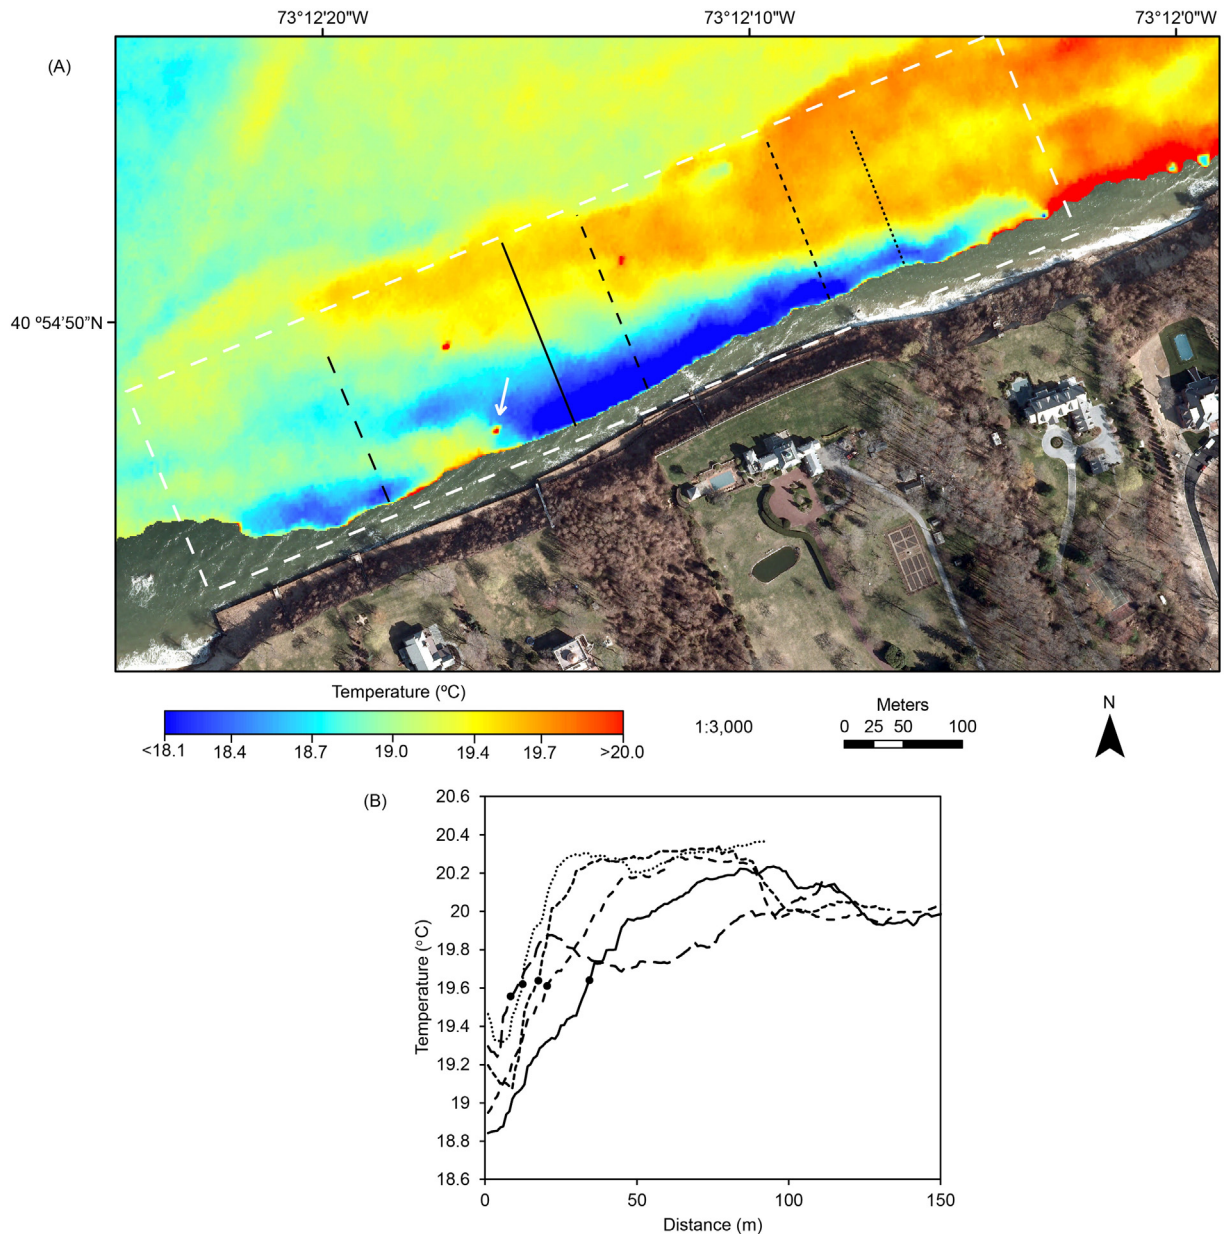 73°12'20"W 73°12'10"W 73°12'0"W
(A)
40 º54'50"N
Temperature (ºC)
<18.1 18.4 18.7 19.0 19.4 19.7 >20.0
1:3,000
Meters
0 25 50 100
N
(B)
20.6
20.4
20.2
20
19.8
19.6
19.4
19.2
19
18.8
18.6
Temperature (°C)
0 50 100 150
Distance (m)